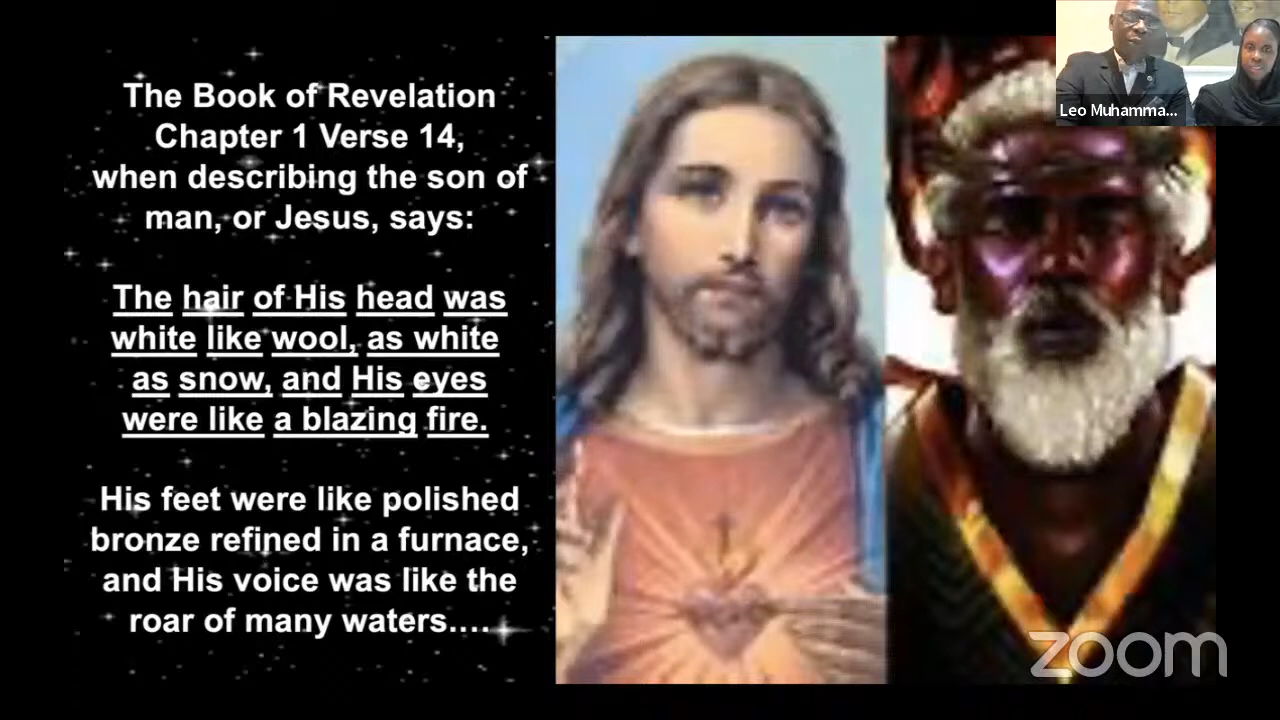 The Book of Revelation
Chapter 1 Verse 14,
when describing the son of
man, or Jesus, says:
The hair of His head was
white like wool, as white
as snow, and His eyes
were like a blazing fire.
His feet were like polished
bronze refined in a furnace,
and His voice was like the
roar of many waters....
Leo Muhamma...
zoom